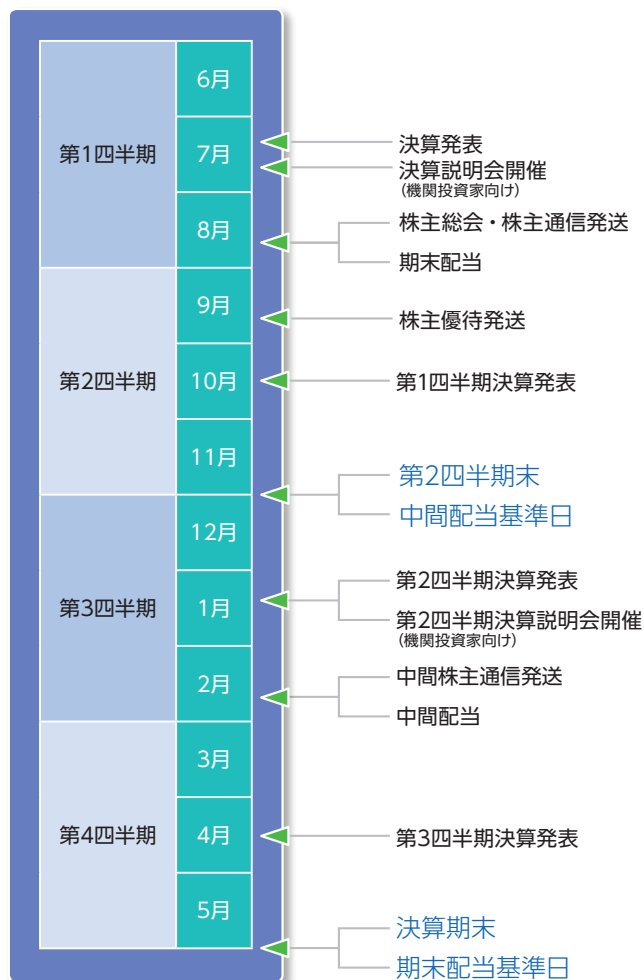 第1四半期
6月
7月
8月
決算発表
決算説明会開催
(機関投資家向け)
株主総会・株主通信発送
期末配当
第2四半期
9月
10月
11月
株主優待発送
第1四半期決算発表
第2四半期末
中間配当基準日
第3四半期
12月
1月
2月
第2四半期決算発表
第2四半期決算説明会開催
(機関投資家向け)
中間株主通信発送
中間配当
第4四半期
3月
4月
5月
第3四半期決算発表
決算期末
期末配当基準日